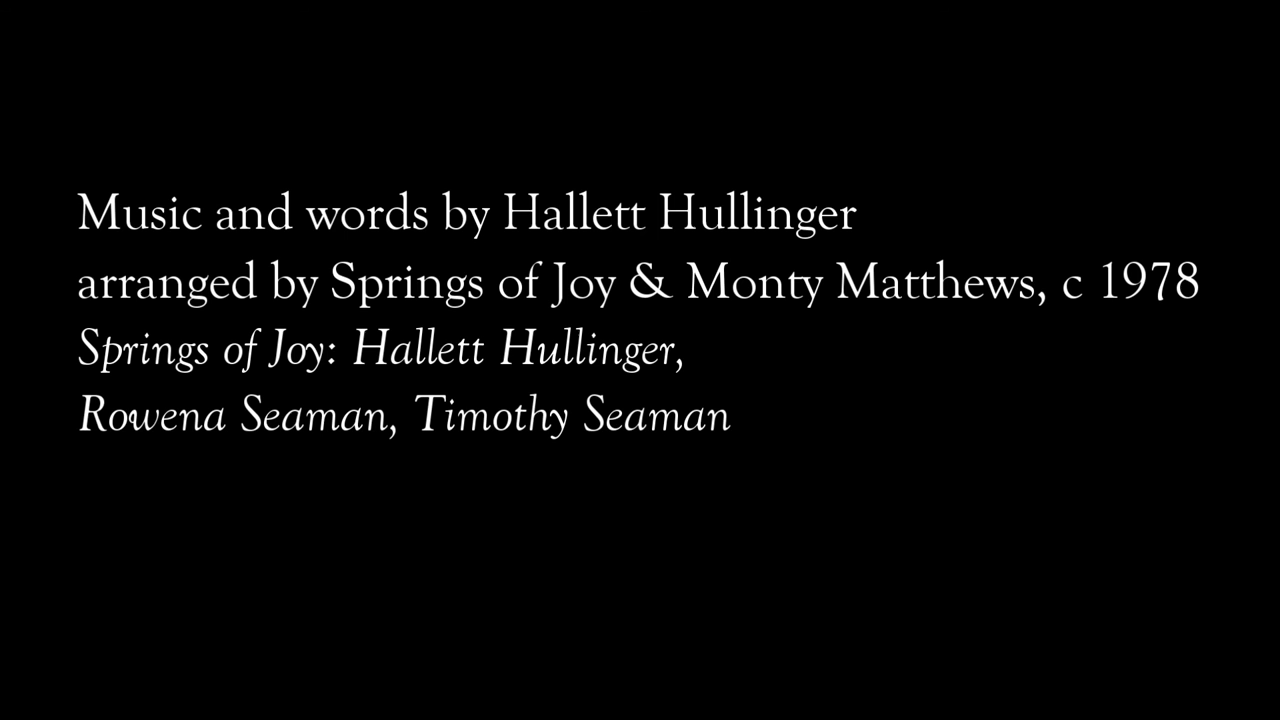 Music and words by Hallett Hullinger
arranged by Springs of Joy & Monty Matthews, c 1978
Springs of Joy: Hallett Hullinger,
Rowena Seaman, Timothy Seaman